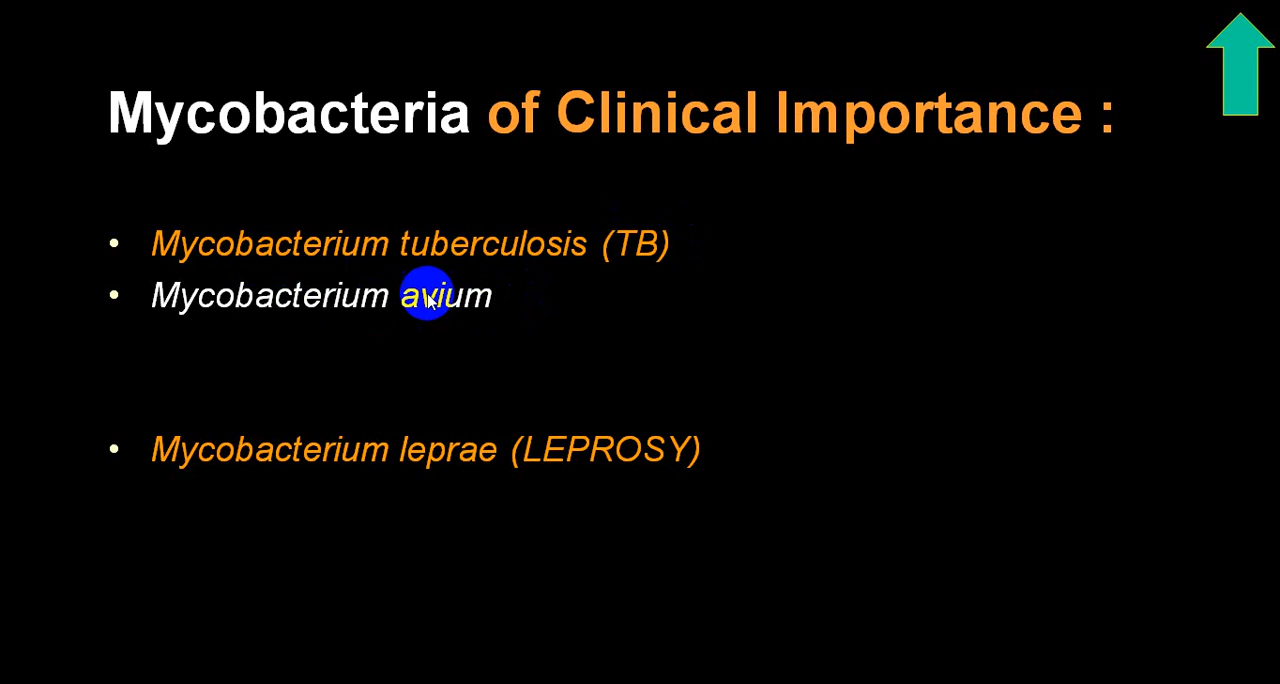 Mycobacteria of Clinical Importance :
• Mycobacterium tuberculosis (TB)
• Mycobacterium avium
• Mycobacterium leprae (LEPROSY)